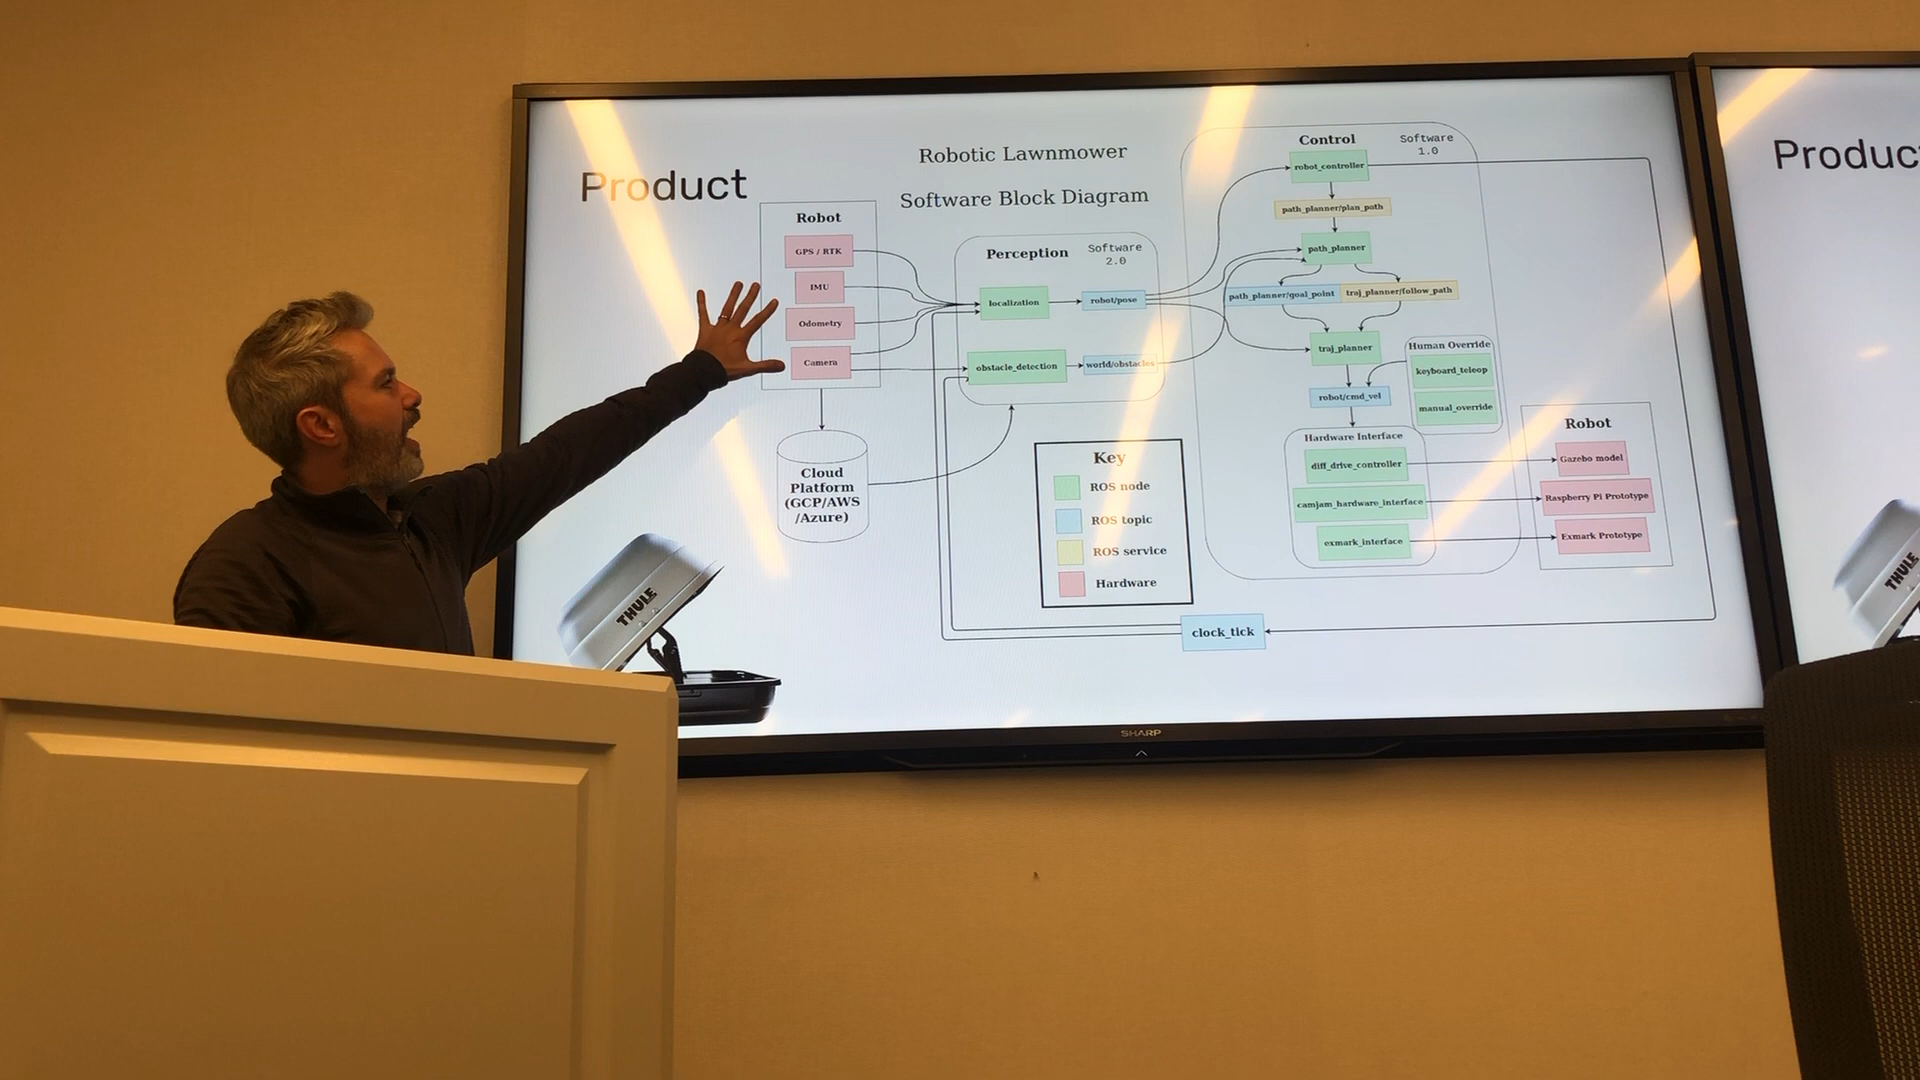 Product
Robotic Lawnmower
Software Block Diagram
Robot
GPS / RTK
IMU
Odometry
Camera
Cloud
Platform
(GCP/AWS
/Azure)
Perception
Software
2.0
localization
robot/pose
obstacle_detection
world/obstacles
Control
Software
1.0
robot_controller
path_planner/plan_path
path_planner
path_planner/goal_point
traj_planner/follow_path
traj_planner
robot/cmd_vel
Human Override
keyboard_teleop
manual_override
Hardware Interface
diff_drive_controller
camjam_hardware_interface
exmark_interface
Robot
Gazebo model
Raspberry Pi Prototype
Exmark Prototype
Key
ROS node
ROS topic
ROS service
Hardware
clock_tick
THULE
SHARP
Produc
THULE